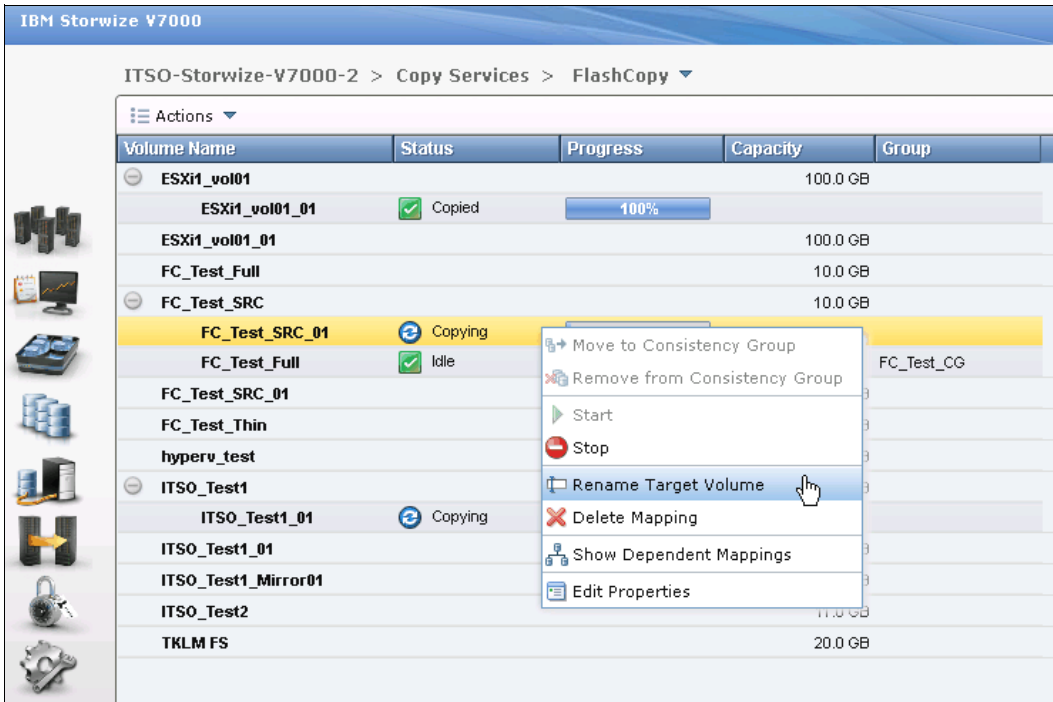 IBM Storwize V7000
ITSO-Storwize-V7000-2 > Copy Services > FlashCopy
Actions
Volume Name Status Progress Capacity Group
ESXi1_vol01 100.0 GB
ESXi1_vol01_01 Copied 100%
ESXi1_vol01_01 100.0 GB
FC_Test_Full 10.0 GB
FC_Test_SRC 10.0 GB
FC_Test_SRC_01 Copying
FC_Test_Full Idle FC_Test_CG
FC_Test_SRC_01
FC_Test_Thin
hyperv_test
ITSO_Test1
ITSO_Test1_01 Copying
ITSO_Test1_01
ITSO_Test1_Mirror01
ITSO_Test2 11.0 GB
TKLM FS 20.0 GB
Move to Consistency Group
Remove from Consistency Group
Start
Stop
Rename Target Volume
Delete Mapping
Show Dependent Mappings
Edit Properties